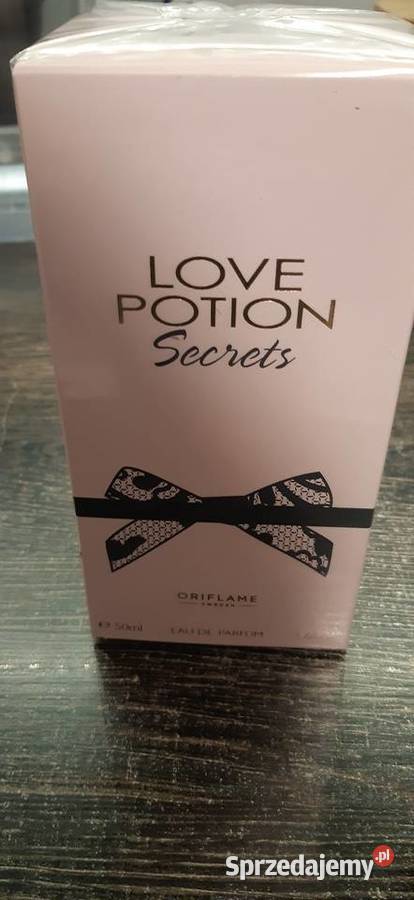 LOVE
POTION
Secrets
ORIFLAME
SWEDEN
℮ 50ml EAU DE PARFUM
Sprzedajemy.pl